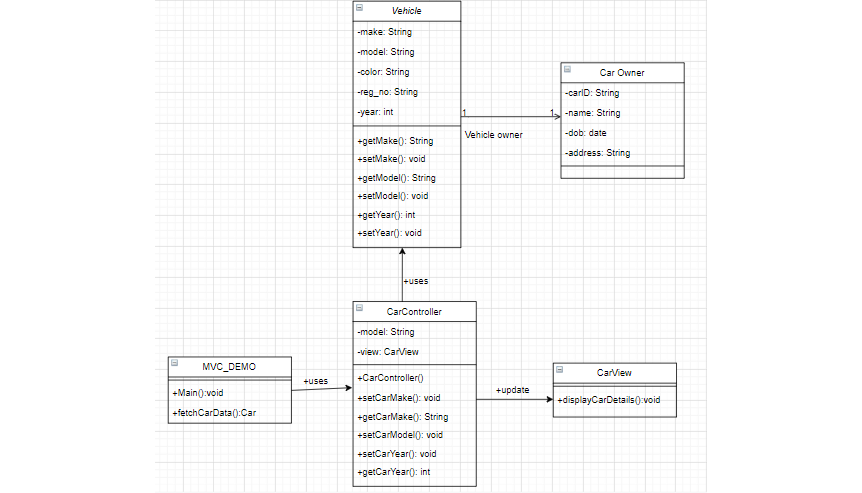 Vehicle
-make: String
-model: String
-color: String
-reg_no: String
-year: int
+getMake(): String
+setMake(): void
+getModel(): String
+setModel(): void
+getYear(): int
+setYear(): void
1
1
Vehicle owner
Car Owner
-carID: String
-name: String
-dob: date
-address: String
+uses
CarController
-model: String
-view: CarView
+CarController()
+setCarMake(): void
+getCarMake(): String
+setCarModel(): void
+setCarYear(): void
+getCarYear(): int
MVC_DEMO
+Main():void
+fetchCarData():Car
+uses
+update
CarView
+displayCarDetails():void